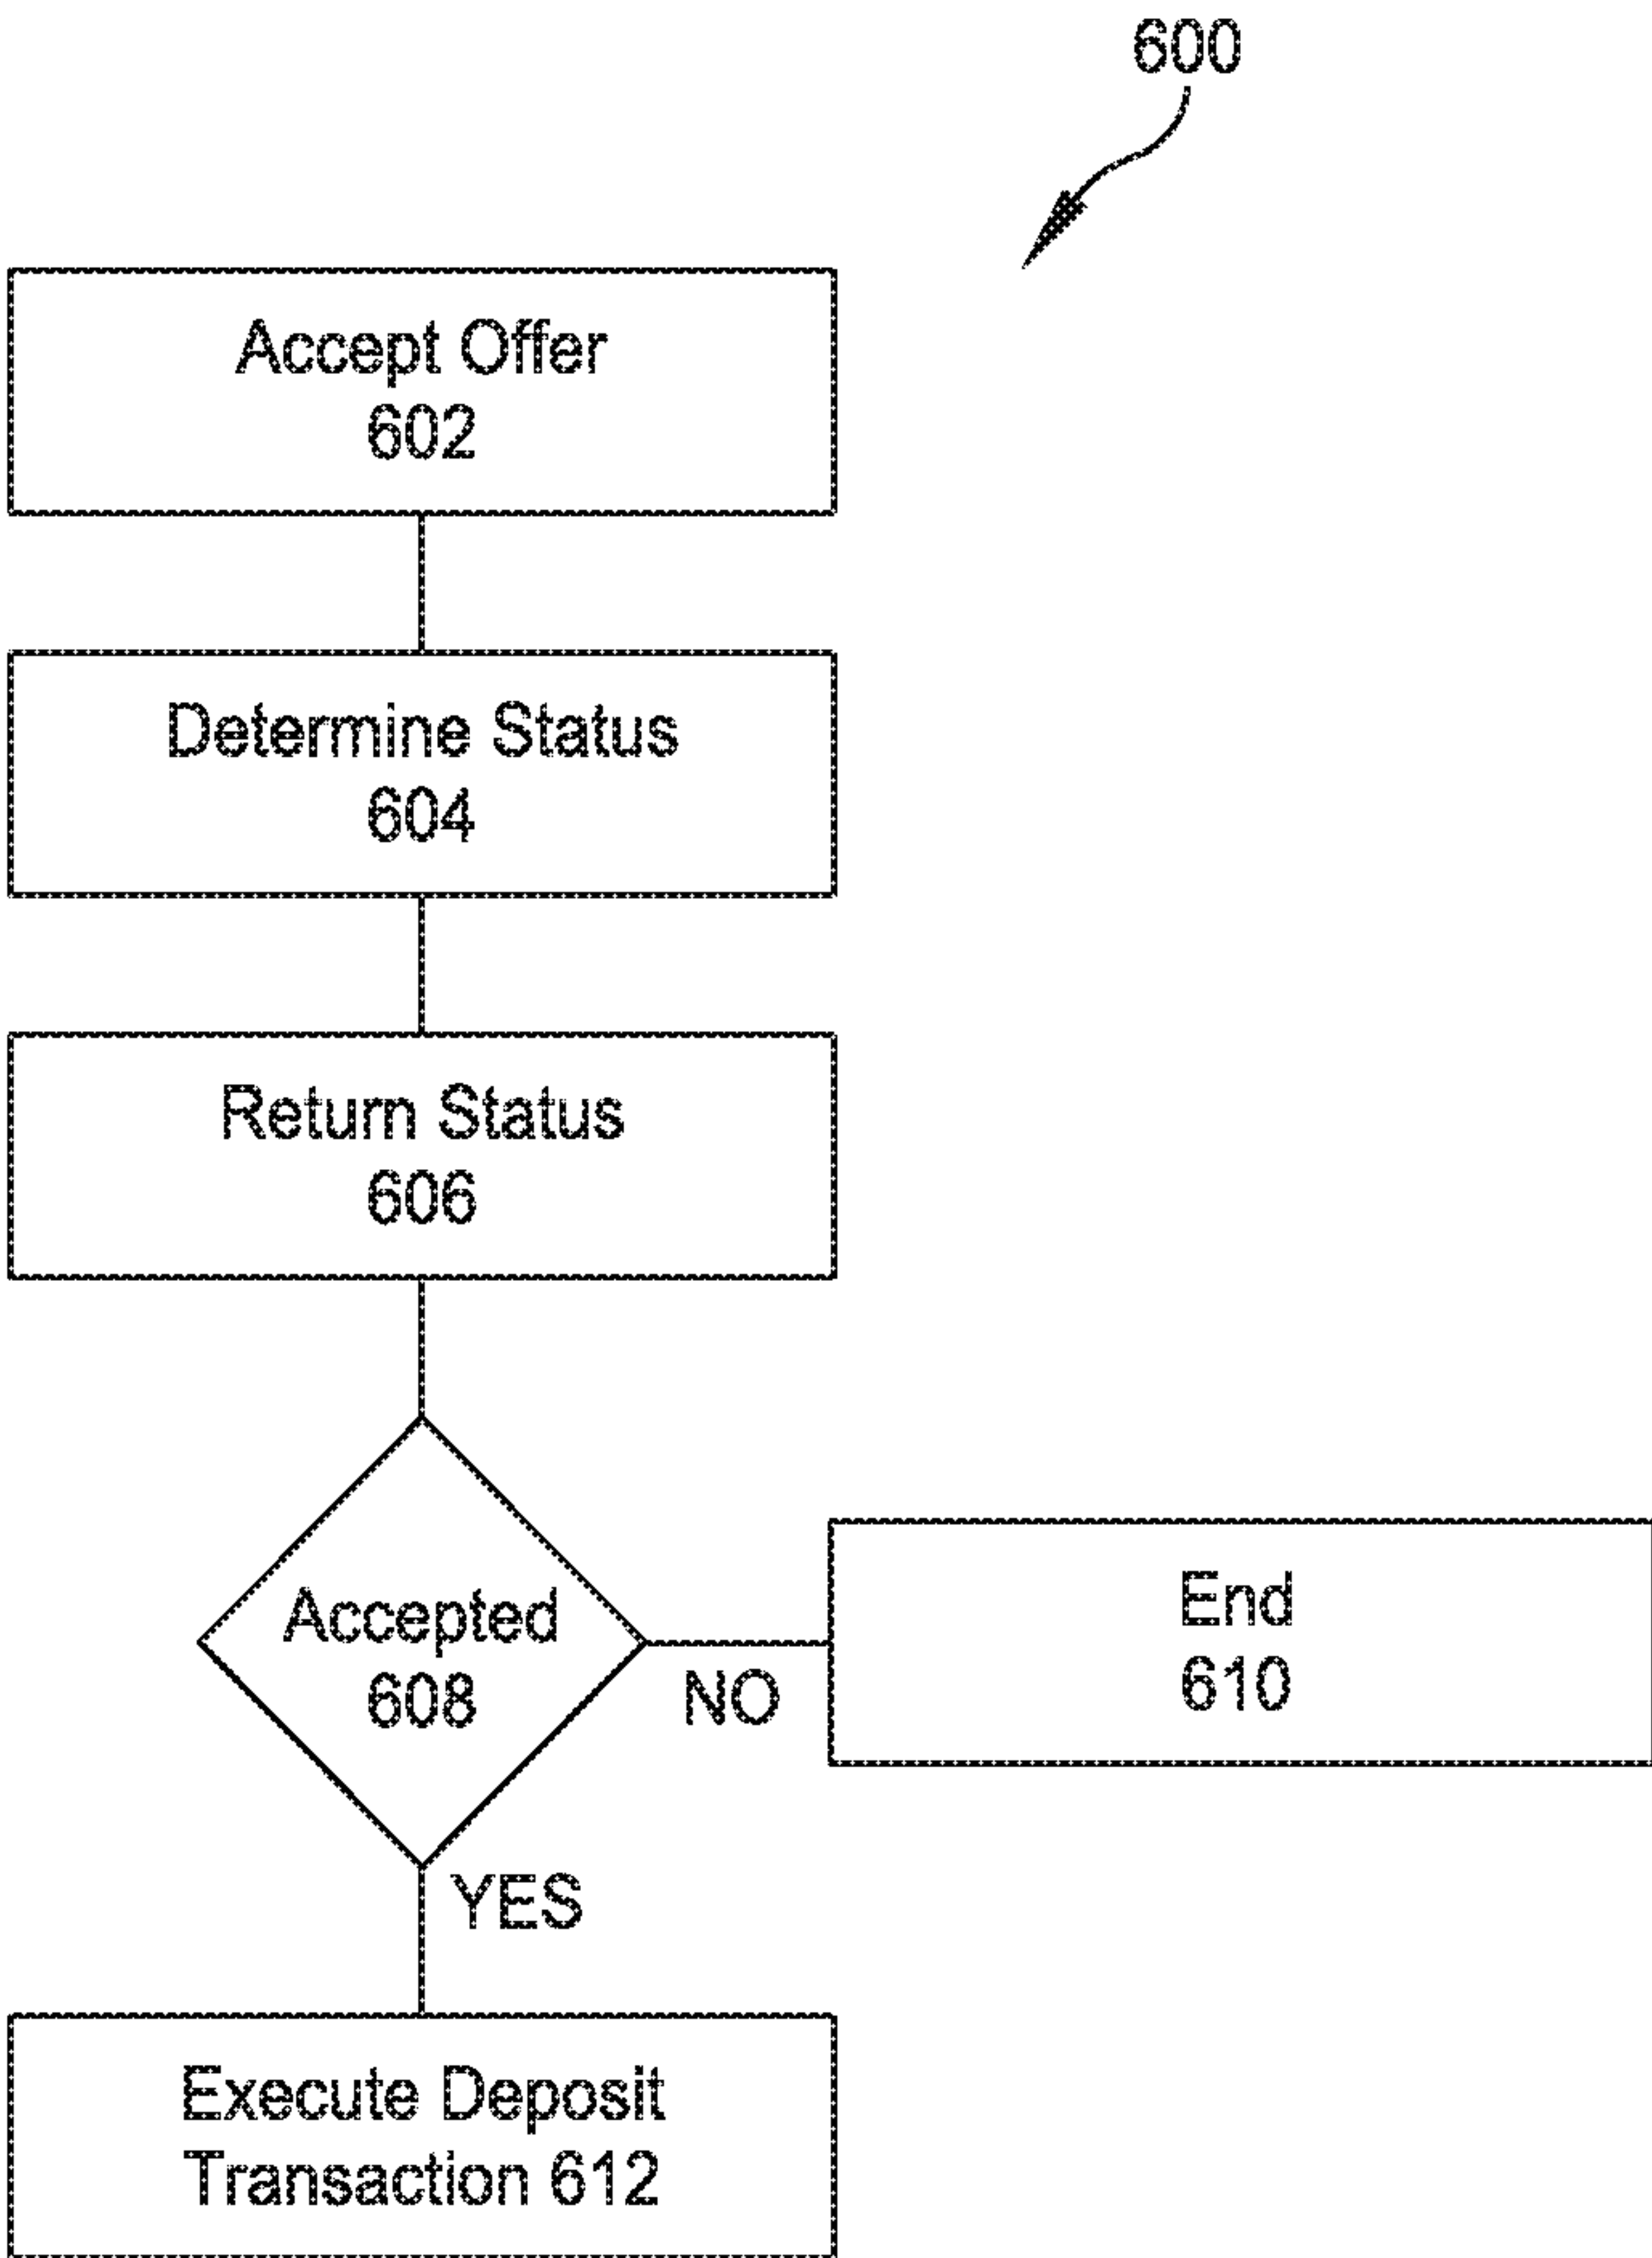 600
Accept Offer
602
Determine Status
604
Return Status
606
Accepted
608
NO
End
610
YES
Execute Deposit
Transaction 612